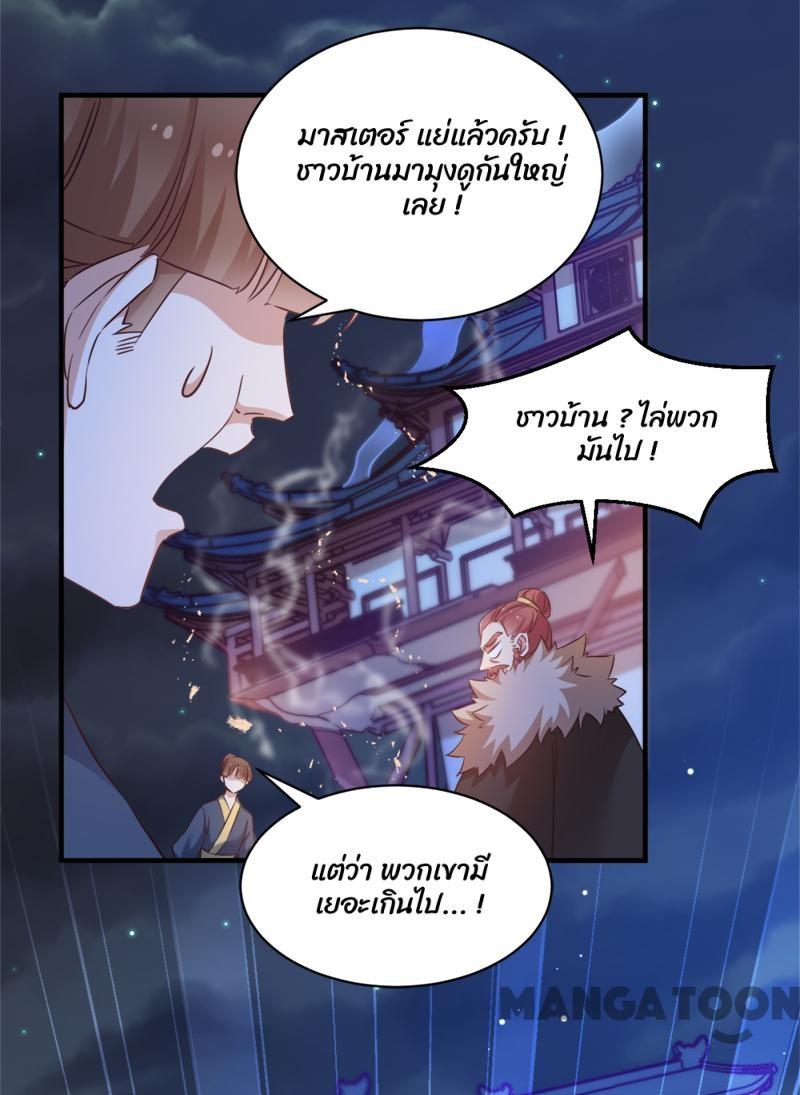 มาสเตอร์ แย่แล้วครับ !
ชาวบ้านมามุงดูกันใหญ่
เลย !
ชาวบ้าน ? ไล่พวก
มันไป !
แต่ว่า พวกเขามี
เยอะเกินไป... !
MANGATOON